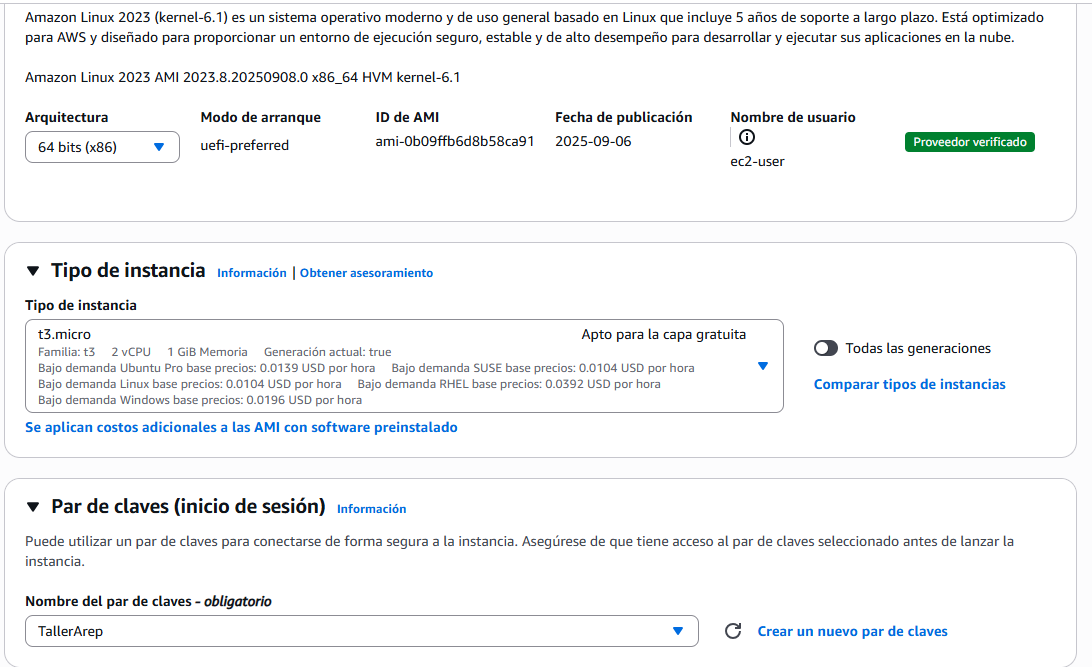 Amazon Linux 2023 (kernel-6.1) es un sistema operativo moderno y de uso general basado en Linux que incluye 5 años de soporte a largo plazo. Está optimizado
para AWS y diseñado para proporcionar un entorno de ejecución seguro, estable y de alto desempeño para desarrollar y ejecutar sus aplicaciones en la nube.
Amazon Linux 2023 AMI 2023.8.20250908.0 x86_64 HVM kernel-6.1
Arquitectura
64 bits (x86)
Modo de arranque
uefi-preferred
ID de AMI
ami-0b09ffb6d8b58ca91
Fecha de publicación
2025-09-06
Nombre de usuario
ec2-user
Proveedor verificado
Tipo de instancia Información | Obtener asesoramiento
Tipo de instancia
t3.micro Apto para la capa gratuita
Familia: t3 2 vCPU 1 GiB Memoria Generación actual: true
Bajo demanda Ubuntu Pro base precios: 0.0139 USD por hora Bajo demanda SUSE base precios: 0.0104 USD por hora
Bajo demanda Linux base precios: 0.0104 USD por hora Bajo demanda RHEL base precios: 0.0392 USD por hora
Bajo demanda Windows base precios: 0.0196 USD por hora
Todas las generaciones
Comparar tipos de instancias
Se aplican costos adicionales a las AMI con software preinstalado
Par de claves (inicio de sesión) Información
Puede utilizar un par de claves para conectarse de forma segura a la instancia. Asegúrese de que tiene acceso al par de claves seleccionado antes de lanzar la
instancia.
Nombre del par de claves - obligatorio
TallerArep
Crear un nuevo par de claves